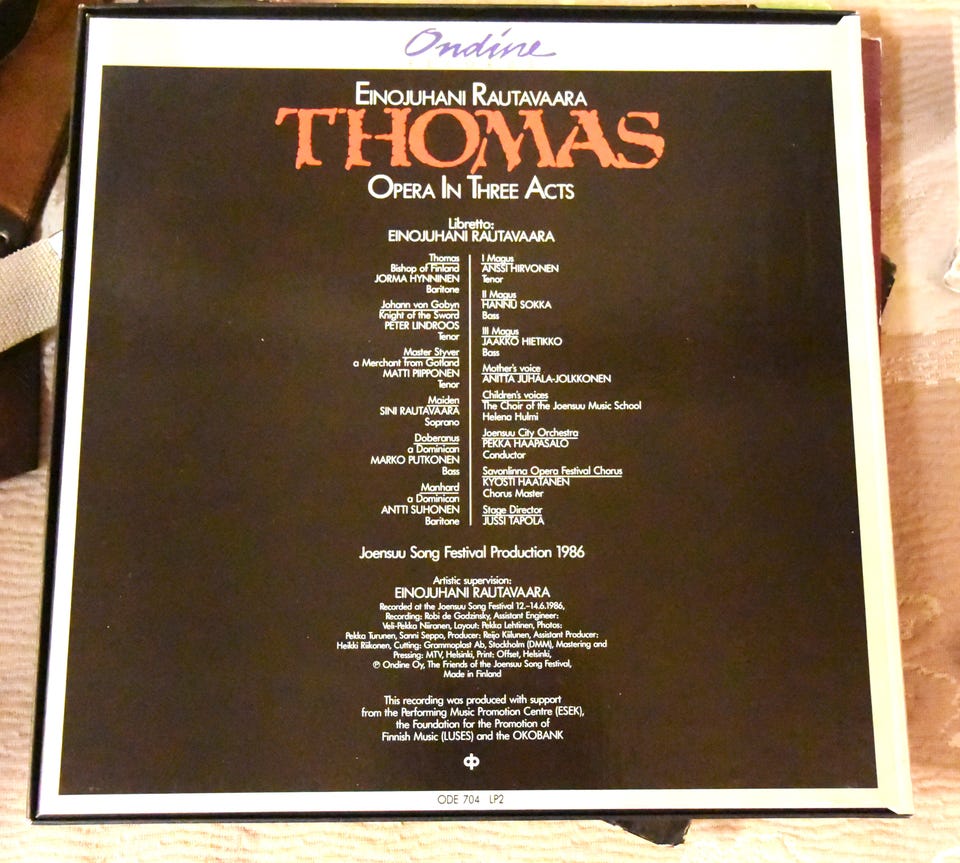 Ondine
EINOJUHANI RAUTAVAARA
THOMAS
OPERA IN THREE ACTS
Libretto:
EINOJUHANI RAUTAVAARA
Thomas
Bishop of Finland
JORMA HYNNINEN
Baritone
Johann von Gobyn
Knight of the Sword
PETER LINDROOS
Tenor
Master Styver
a Merchant from Gotland
MATTI PIIPPONEN
Tenor
Maiden
SINI RAUTAVAARA
Soprano
Doberanus
a Dominican
MARKO PUTKONEN
Bass
Manhard
a Dominican
ANTTI SUHONEN
Baritone
I Magus
ANSSI HIRVONEN
Tenor
II Magus
HANNU SOKKA
Bass
III Magus
JAAKKO HIETIKKO
Bass
Mother's voice
ANITTA JUHALA-JOLKKONEN
Children's voices
The Choir of the Joensuu Music School
Helena Hulmi
Joensuu City Orchestra
PEKKA HAAPASALO
Conductor
Savonlinna Opera Festival Chorus
KYÖSTI HAATANEN
Chorus Master
Stage Director
JUSSI TAPOLA
Joensuu Song Festival Production 1986
Artistic supervision:
EINOJUHANI RAUTAVAARA
Recorded at the Joensuu Song Festival 12.–14.6.1986,
Recording: Robi de Godzinsky, Assistant Engineer:
Veli-Pekka Niiranen, Layout: Pekka Lehtinen, Photos:
Pekka Turunen, Sanni Seppo, Producer: Reijo Kiilunen, Assistant Producer:
Heikki Riikonen, Cutting: Grammoplast Ab, Stockholm (DMM), Mastering and
Pressing: MTV, Helsinki, Print: Offset, Helsinki,
℗ Ondine Oy, The Friends of the Joensuu Song Festival,
Made in Finland
This recording was produced with support
from the Performing Music Promotion Centre (ESEK),
the Foundation for the Promotion of
Finnish Music (LUSES) and the OKOBANK
ODE 704 LP2